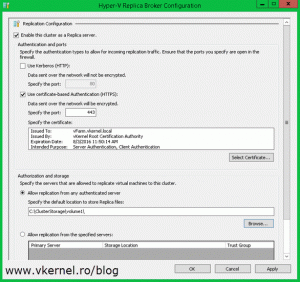 Hyper-V Replica Broker Configuration
Replication Configuration
Enable this cluster as a Replica server.
Authentication and ports
Specify the authentication types to allow for incoming replication traffic. Ensure that the ports you specify are open in the
firewall.
Use Kerberos (HTTP):
Data sent over the network will not be encrypted.
Specify the port:
Use certificate-based Authentication (HTTPS):
Data sent over the network will be encrypted.
Specify the port: 443
Specify the certificate:
Issued To:
Issued By: vkernel Root Certification Authority
Expiration Date:
Intended Purpose: Server Authentication, Client Authentication
Select Certificate...
Authorization and storage
Specify the servers that are allowed to replicate virtual machines to this cluster.
Allow replication from any authenticated server
Specify the default location to store Replica files:
C:\ClusterStorage\Volume1\
Browse...
Allow replication from the specified servers:
Primary Server Storage Location Trust Group
www.vkernel.ro/blog
OK Cancel Apply